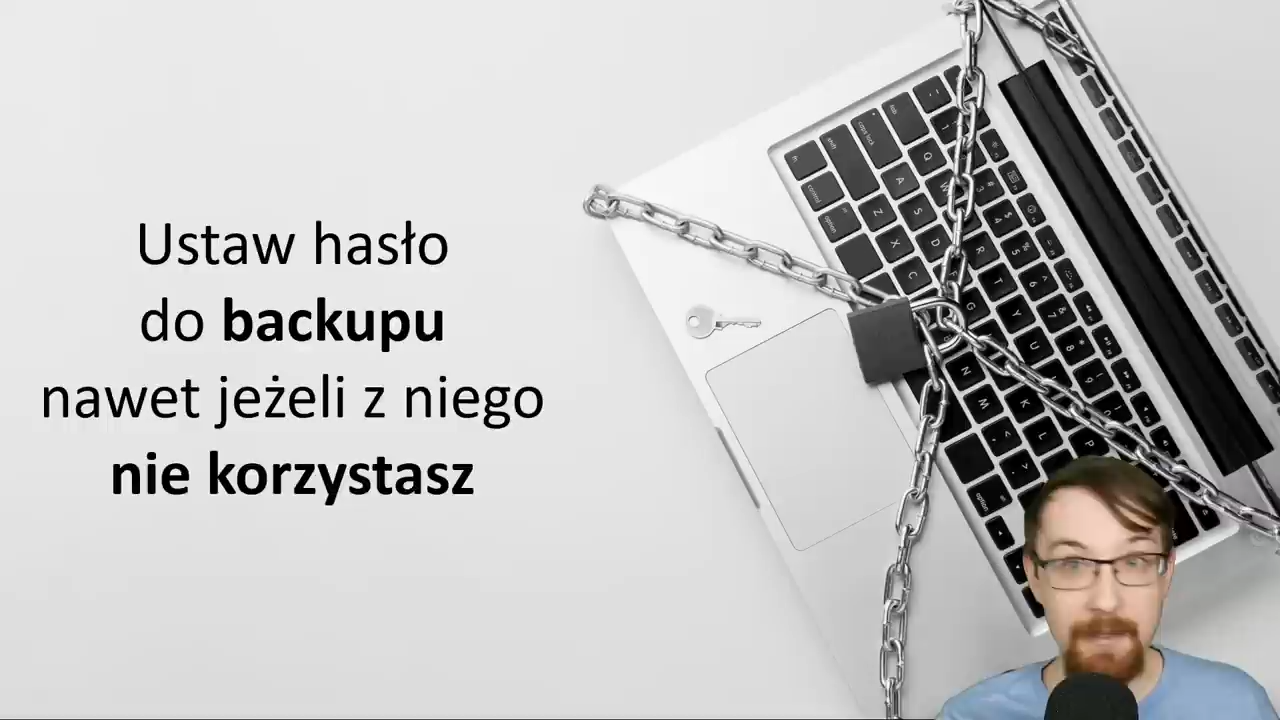 Ustaw hasło
do backupu
nawet jeżeli z niego
nie korzystasz